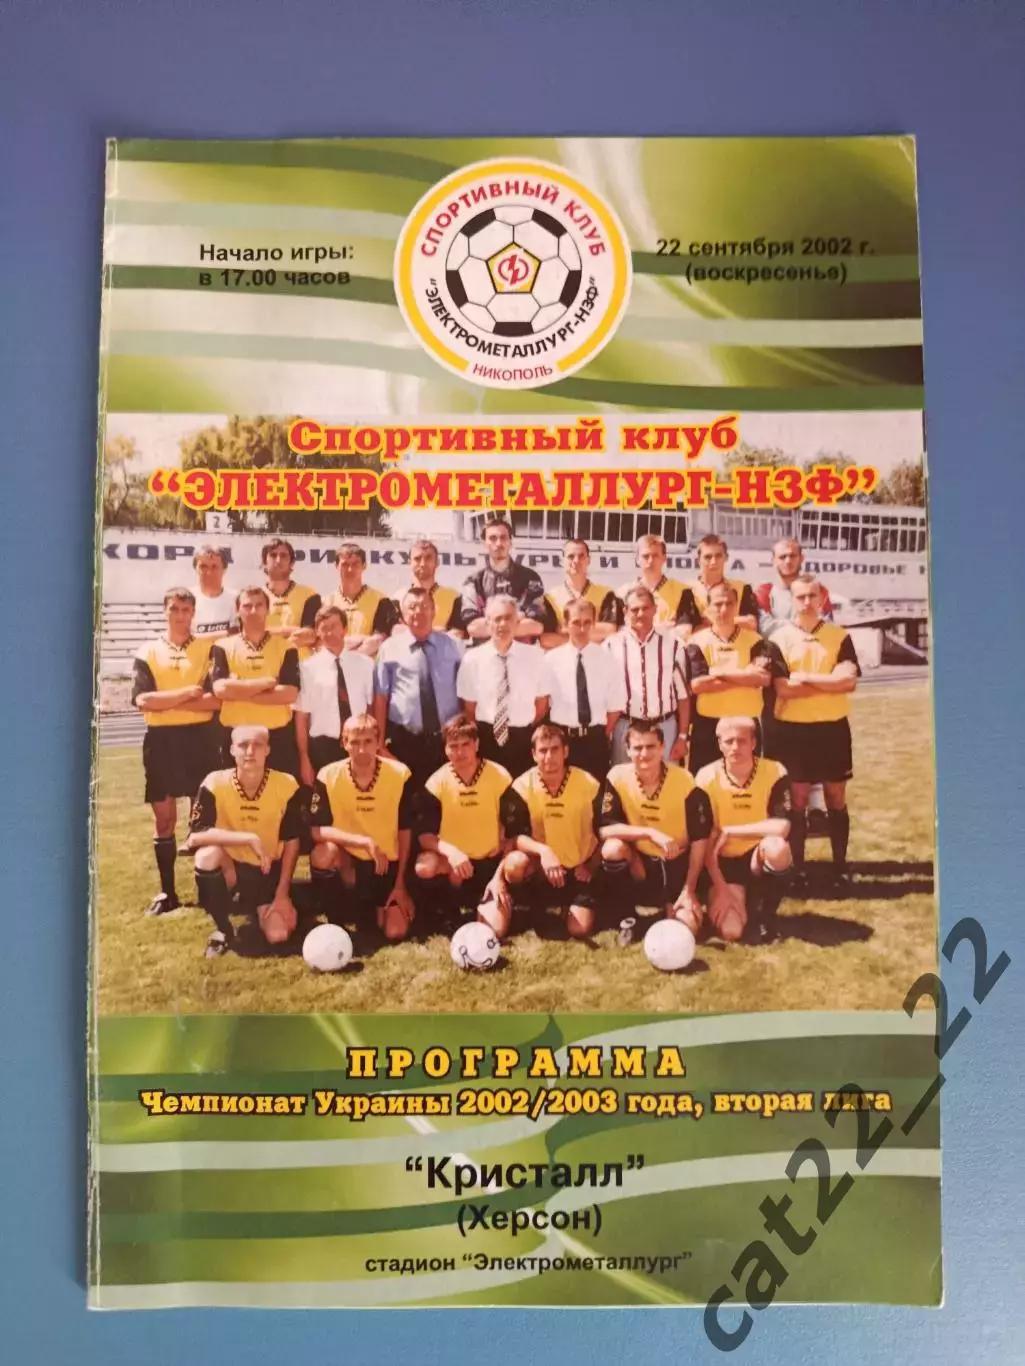 Начало игры:
в 17.00 часов
СПОРТИВНЫЙ КЛУБ
"ЭЛЕКТРОМЕТАЛЛУРГ-НЗФ"
НИКОПОЛЬ
22 сентября 2002 г.
(воскресенье)
Спортивный клуб
"ЭЛЕКТРОМЕТАЛЛУРГ-НЗФ"
2
ПРОГРАММА
Чемпионат Украины 2002/2003 года, вторая лига
"Кристалл"
(Херсон)
стадион "Электрометаллург"
cat22_22